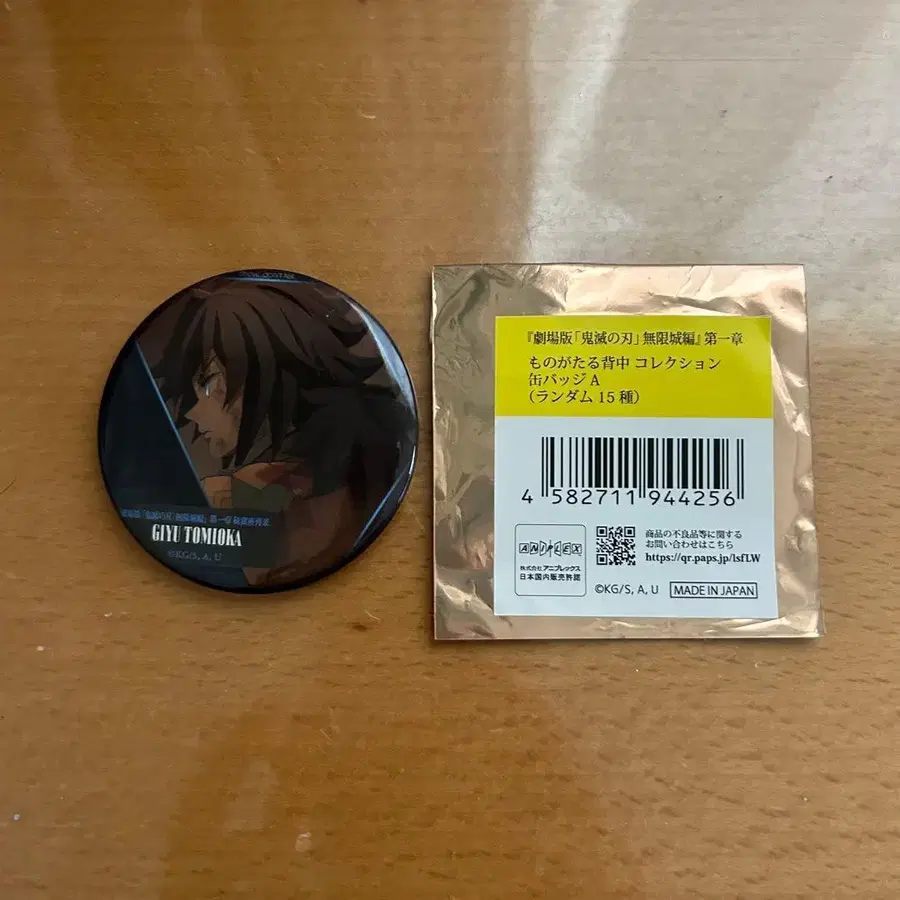 GIYU TOMIOKA
©KG/S, A, U
『劇場版「鬼滅の刃」無限城編』第一章
ものがたる背中 コレクション
缶バッジ A
（ランダム 15 種）
4 582711 944256
ANIPLEX
株式会社アニプレックス
日本国内販売許諾
商品の不良品等に関する
お問い合わせはこちら
https://qr.paps.jp/lsfLW
©KG/S, A, U
MADE IN JAPAN